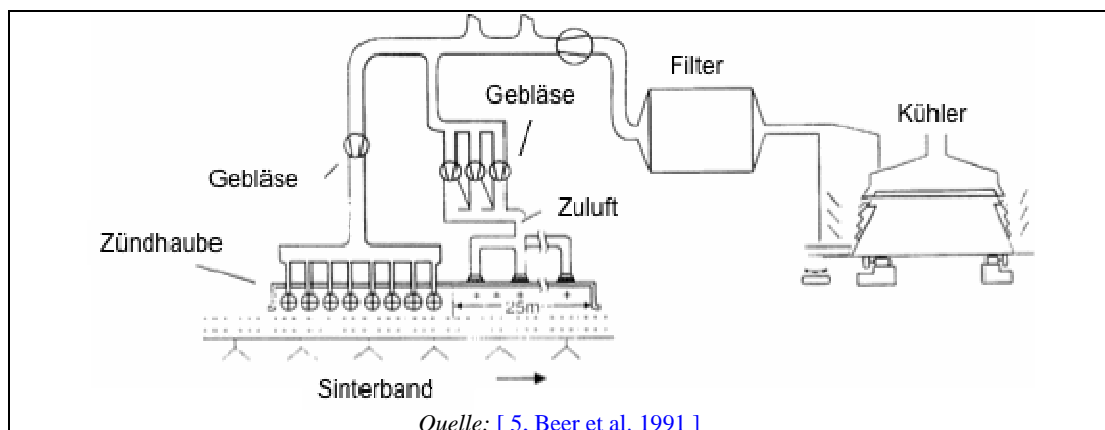 Filter
Gebläse
Kühler
Gebläse
Zuluft
Zündhaube
25m
Sinterband
Quelle: [ 5, Beer et al. 1991 ]